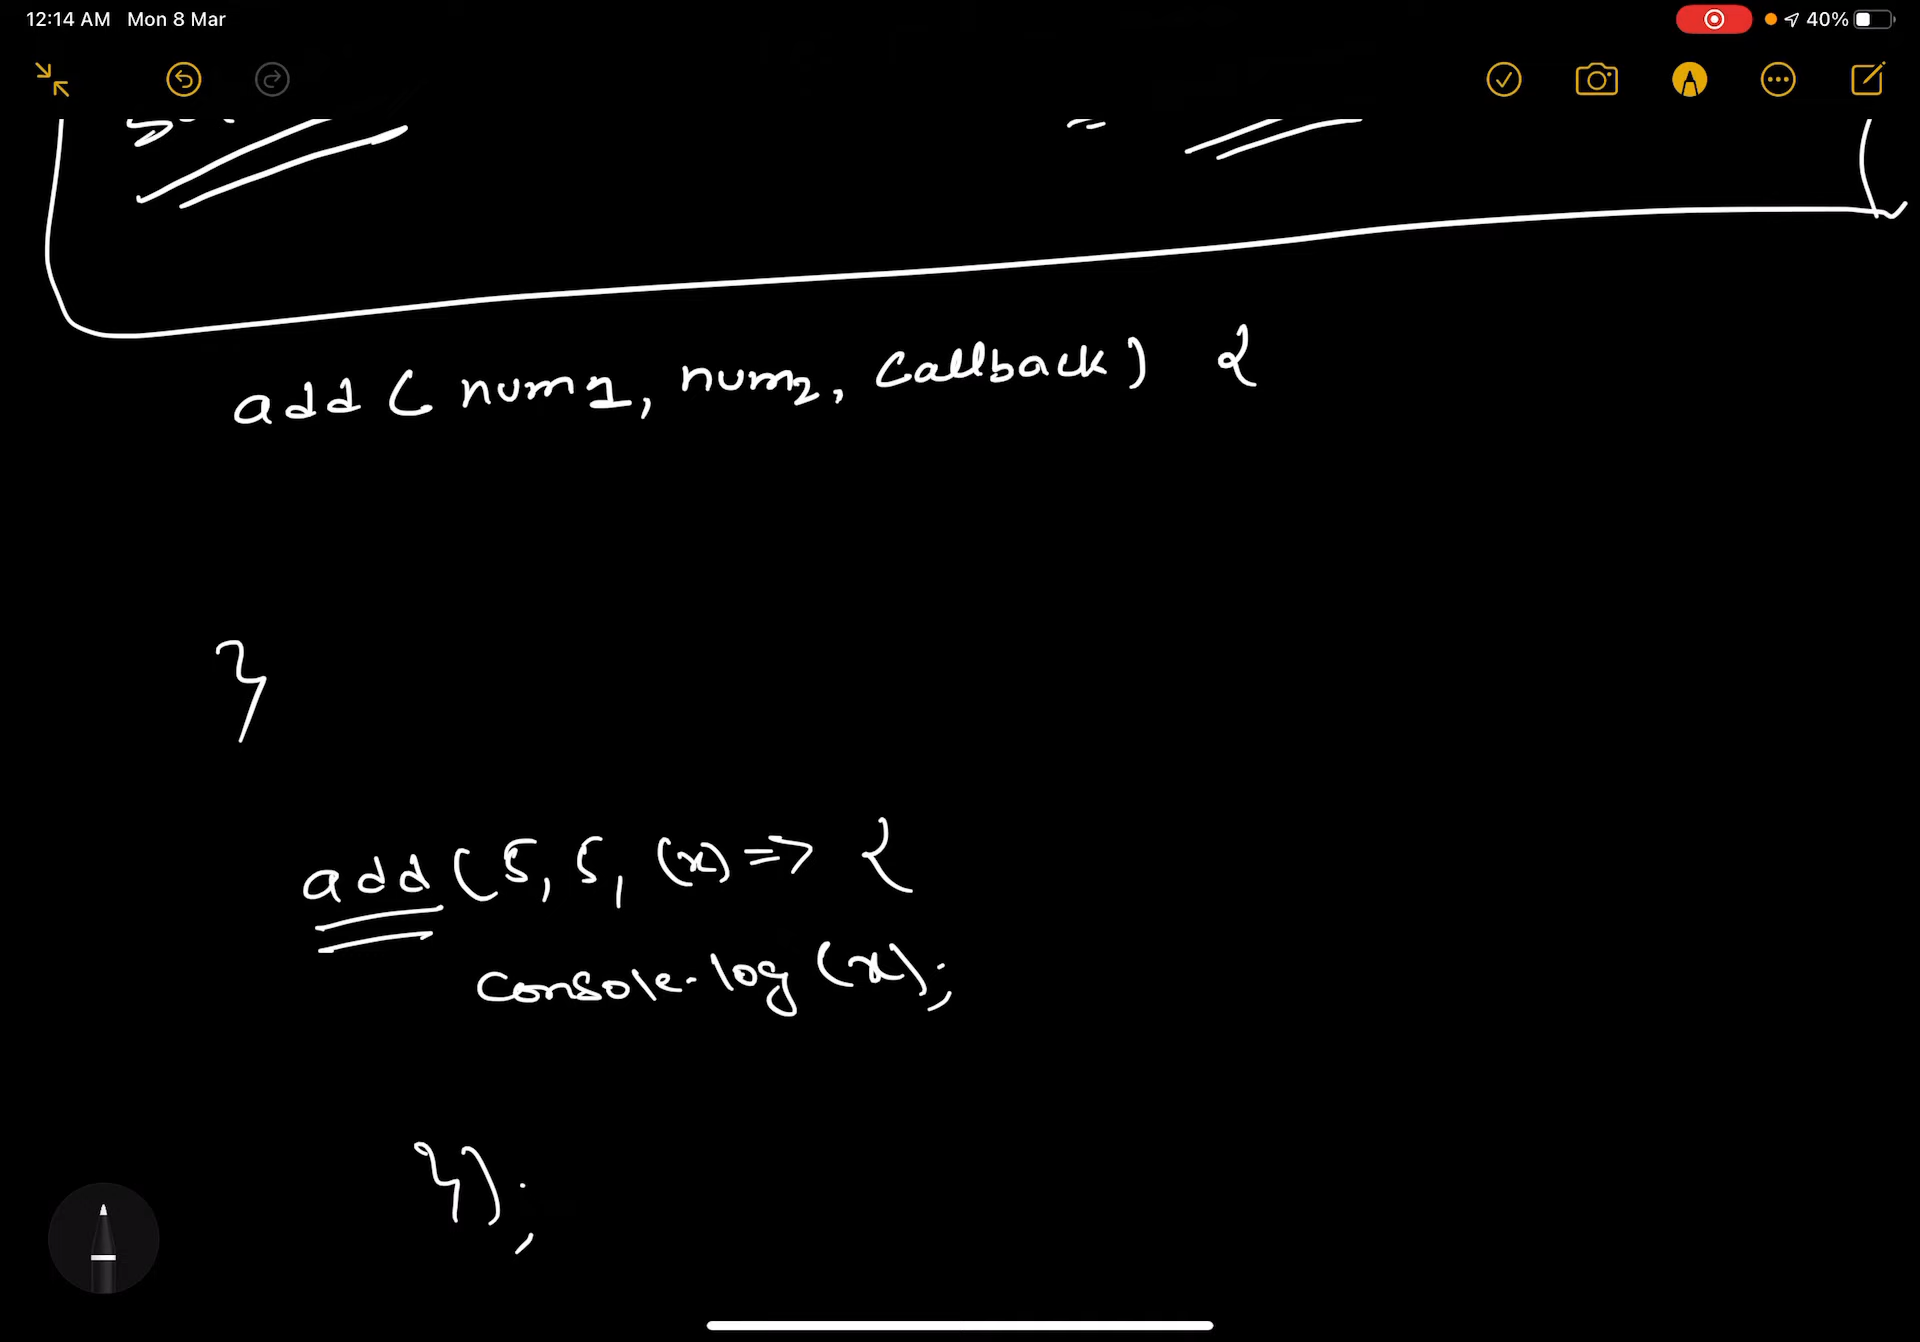 12:14 AM Mon 8 Mar 40%
add ( num1, num2, Callback) {
}
add (5, 5, (x) => {
console.log (x);
});